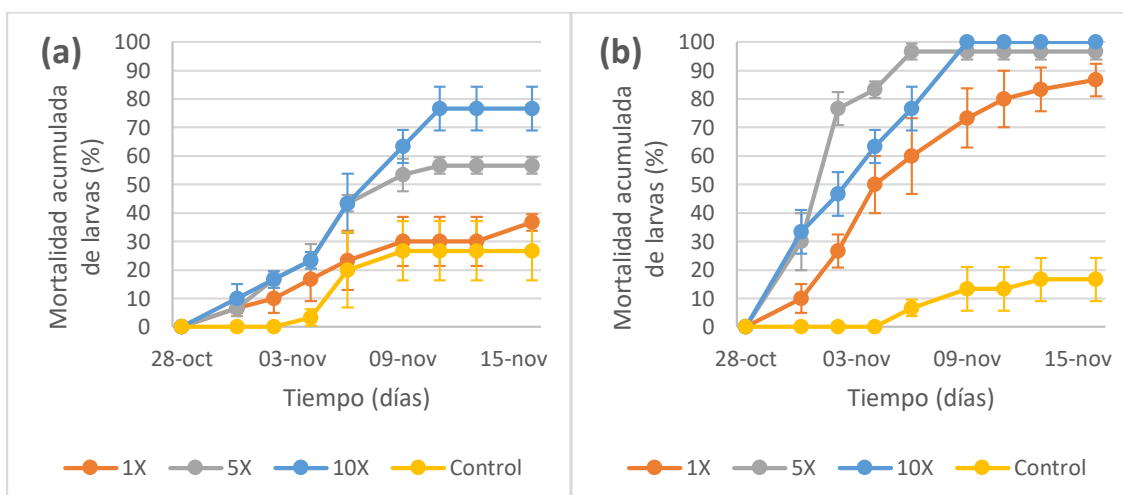 (a)
Mortalidad acumulada
de larvas (%)
100
90
80
70
60
50
40
30
20
10
0
28-oct 03-nov 09-nov 15-nov
Tiempo (días)
1X 5X 10X Control
(b)
Mortalidad acumulada
de larvas (%)
100
90
80
70
60
50
40
30
20
10
0
28-oct 03-nov 09-nov 15-nov
Tiempo (días)
1X 5X 10X Control